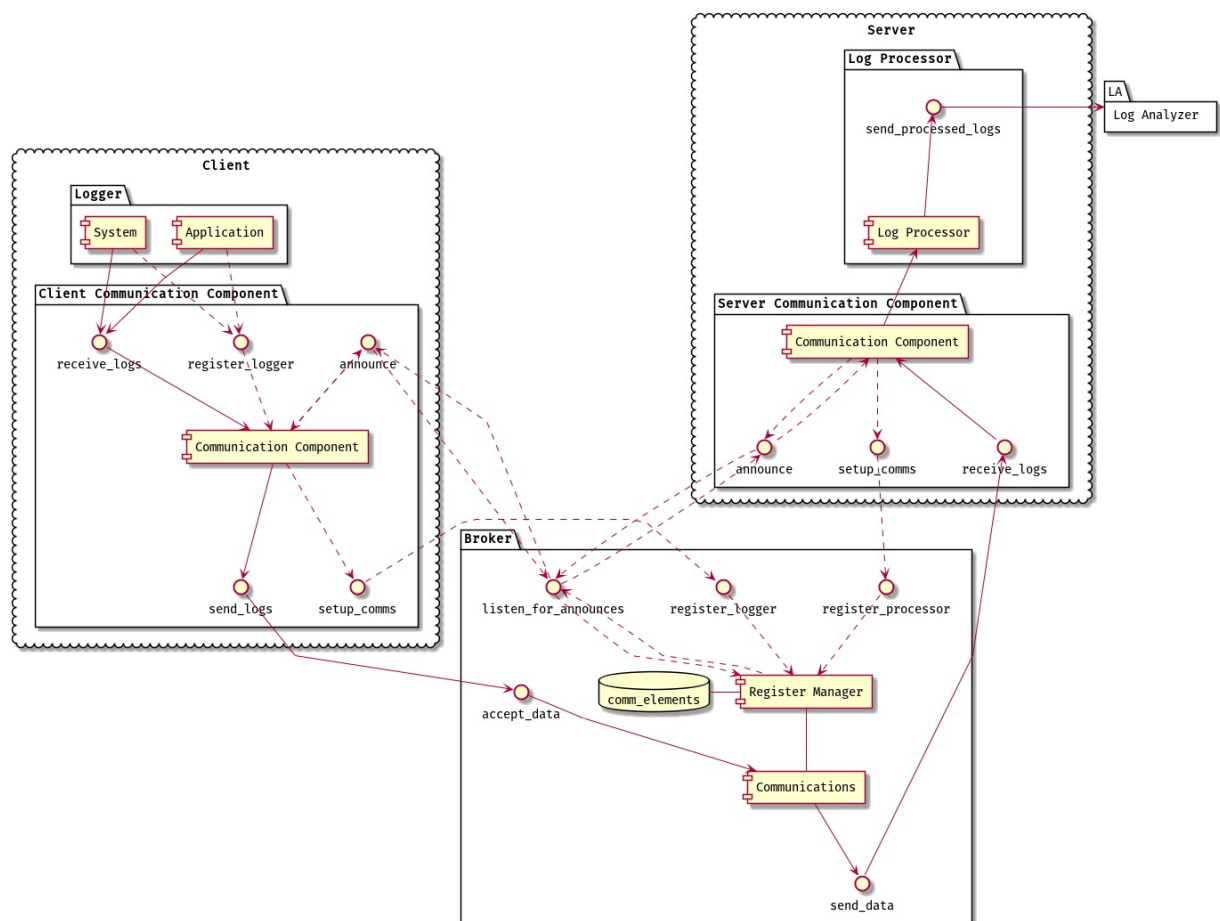 Server
Log Processor
send_processed_logs
LA
Log Analyzer
Client
Logger
System
Application
Log Processor
Client Communication Component
Server Communication Component
receive_logs
register_logger
announce
Communication Component
Communication Component
announce
setup_comms
receive_logs
Broker
send_logs
setup_comms
listen_for_announces
register_logger
register_processor
comm_elements
Register Manager
accept_data
Communications
send_data